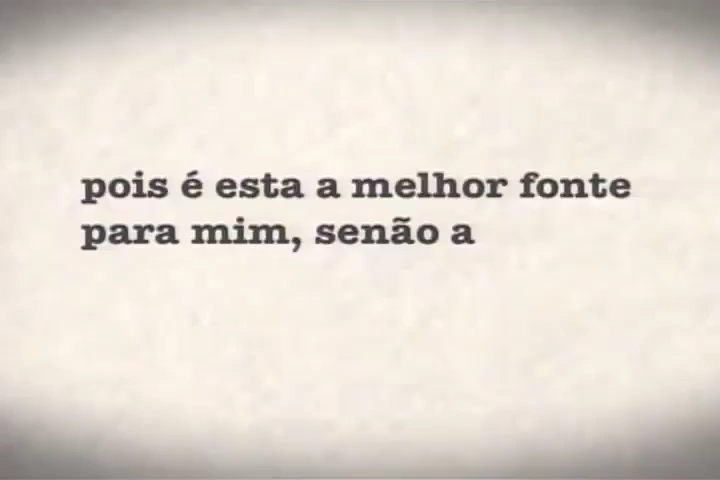 pois é esta a melhor fonte
para mim, senão a